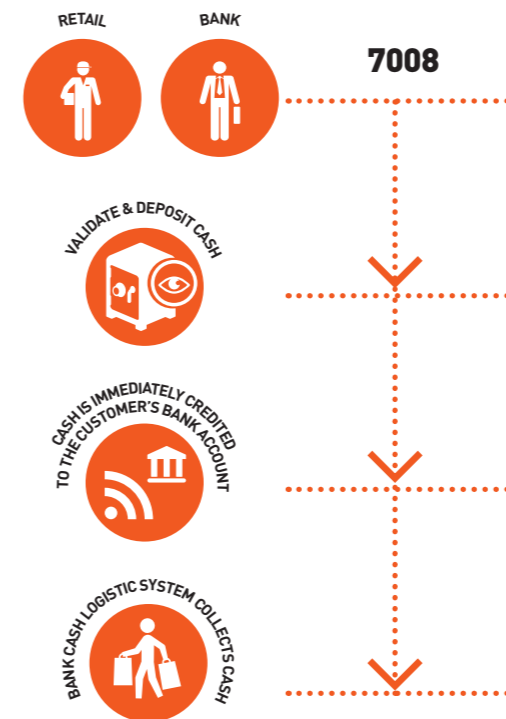 RETAIL
BANK
7008
VALIDATE & DEPOSIT CASH
CASH IS IMMEDIATELY CREDITED
TO THE CUSTOMER'S BANK ACCOUNT
BANK CASH LOGISTIC SYSTEM COLLECTS CASH